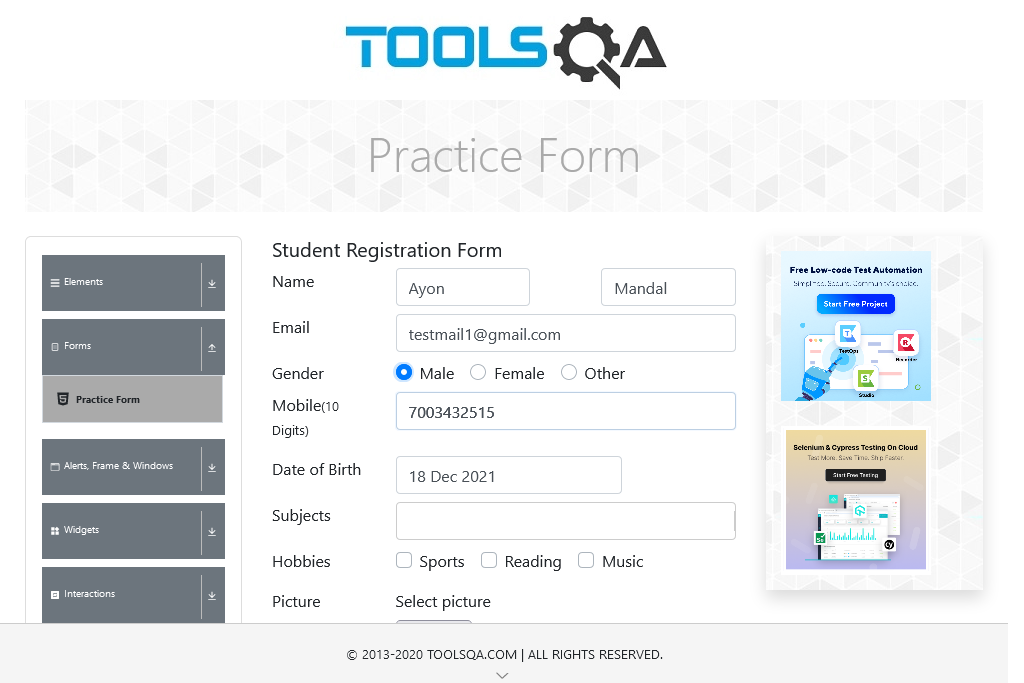 TOOLSQA
Practice Form
Elements
Forms
Practice Form
Alerts, Frame & Windows
Widgets
Interactions
Student Registration Form
Name
Ayon
Mandal
Email
testmail1@gmail.com
Gender
Male
Female
Other
Mobile(10 Digits)
7003432515
Date of Birth
18 Dec 2021
Subjects
Hobbies
Sports
Reading
Music
Picture
Select picture
Free Low-code Test Automation
Simplified. Secure. Community's choice.
Start Free Project
TestOps
Recorder
Studio
Selenium & Cypress Testing On Cloud
Test More. Save Time. Ship Faster.
Start Free Testing
© 2013-2020 TOOLSQA.COM | ALL RIGHTS RESERVED.